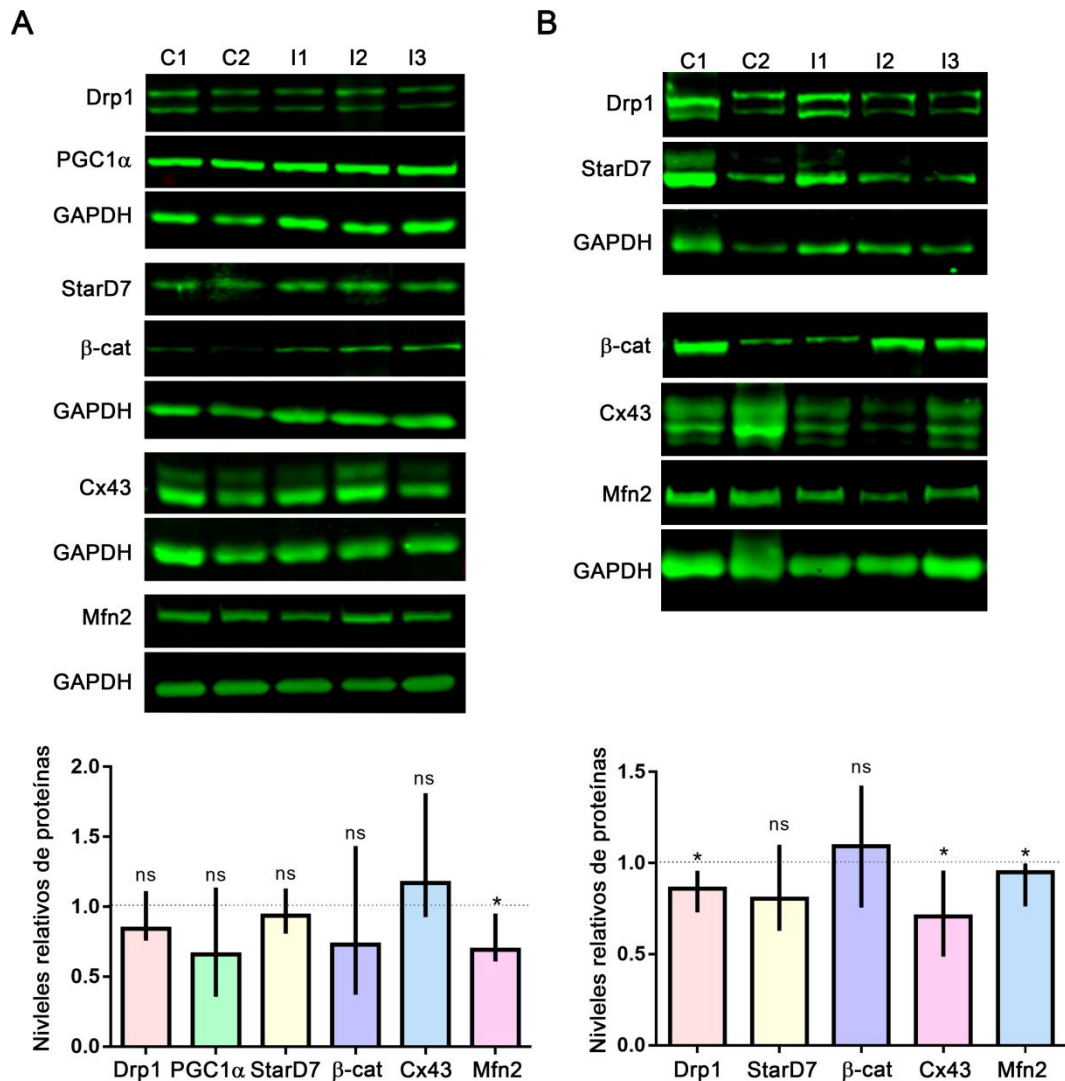 A
C1 C2 I1 I2 I3
Drp1
PGC1α
GAPDH
StarD7
β-cat
GAPDH
Cx43
GAPDH
Mfn2
GAPDH
B
C1 C2 I1 I2 I3
Drp1
StarD7
GAPDH
β-cat
Cx43
Mfn2
GAPDH
Nivleles relativos de proteínas
2.0
1.5
1.0
0.5
0.0
ns ns ns ns ns *
Drp1 PGC1α StarD7 β-cat Cx43 Mfn2
Nivleles relativos de proteínas
1.5
1.0
0.5
0.0
* ns ns * *
Drp1 StarD7 β-cat Cx43 Mfn2